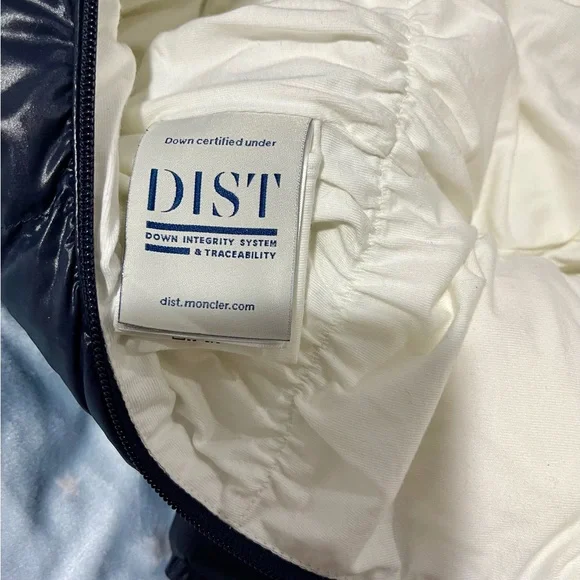 Down certified under
DIST
DOWN INTEGRITY SYSTEM
& TRACEABILITY
dist.moncler.com